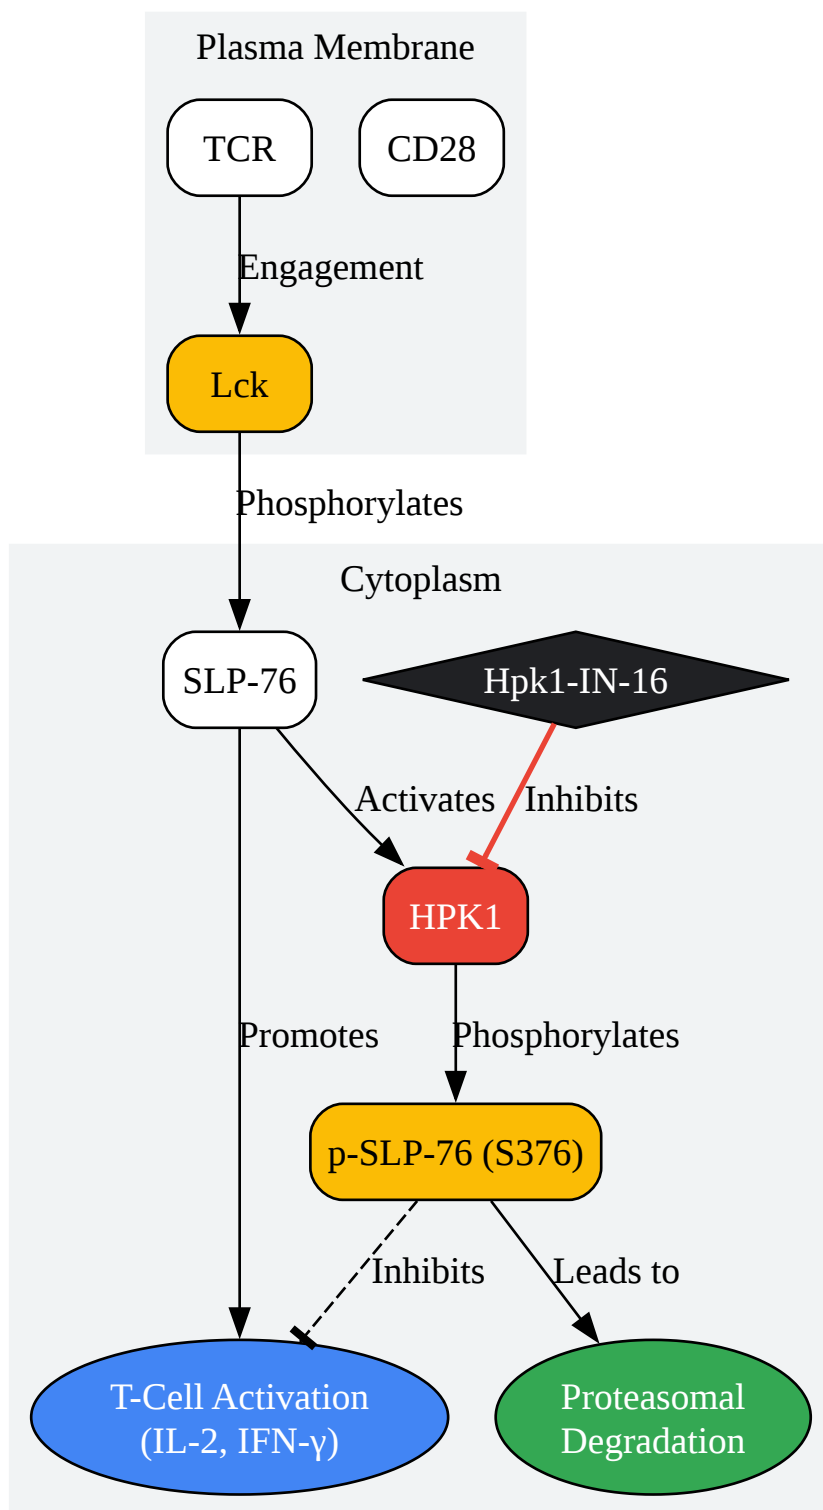 Plasma Membrane
TCR
CD28
Engagement
Lck
Phosphorylates
Cytoplasm
SLP-76
Hpk1-IN-16
Activates
Inhibits
HPK1
Promotes
Phosphorylates
p-SLP-76 (S376)
Inhibits
Leads to
T-Cell Activation
(IL-2, IFN-γ)
Proteasomal
Degradation